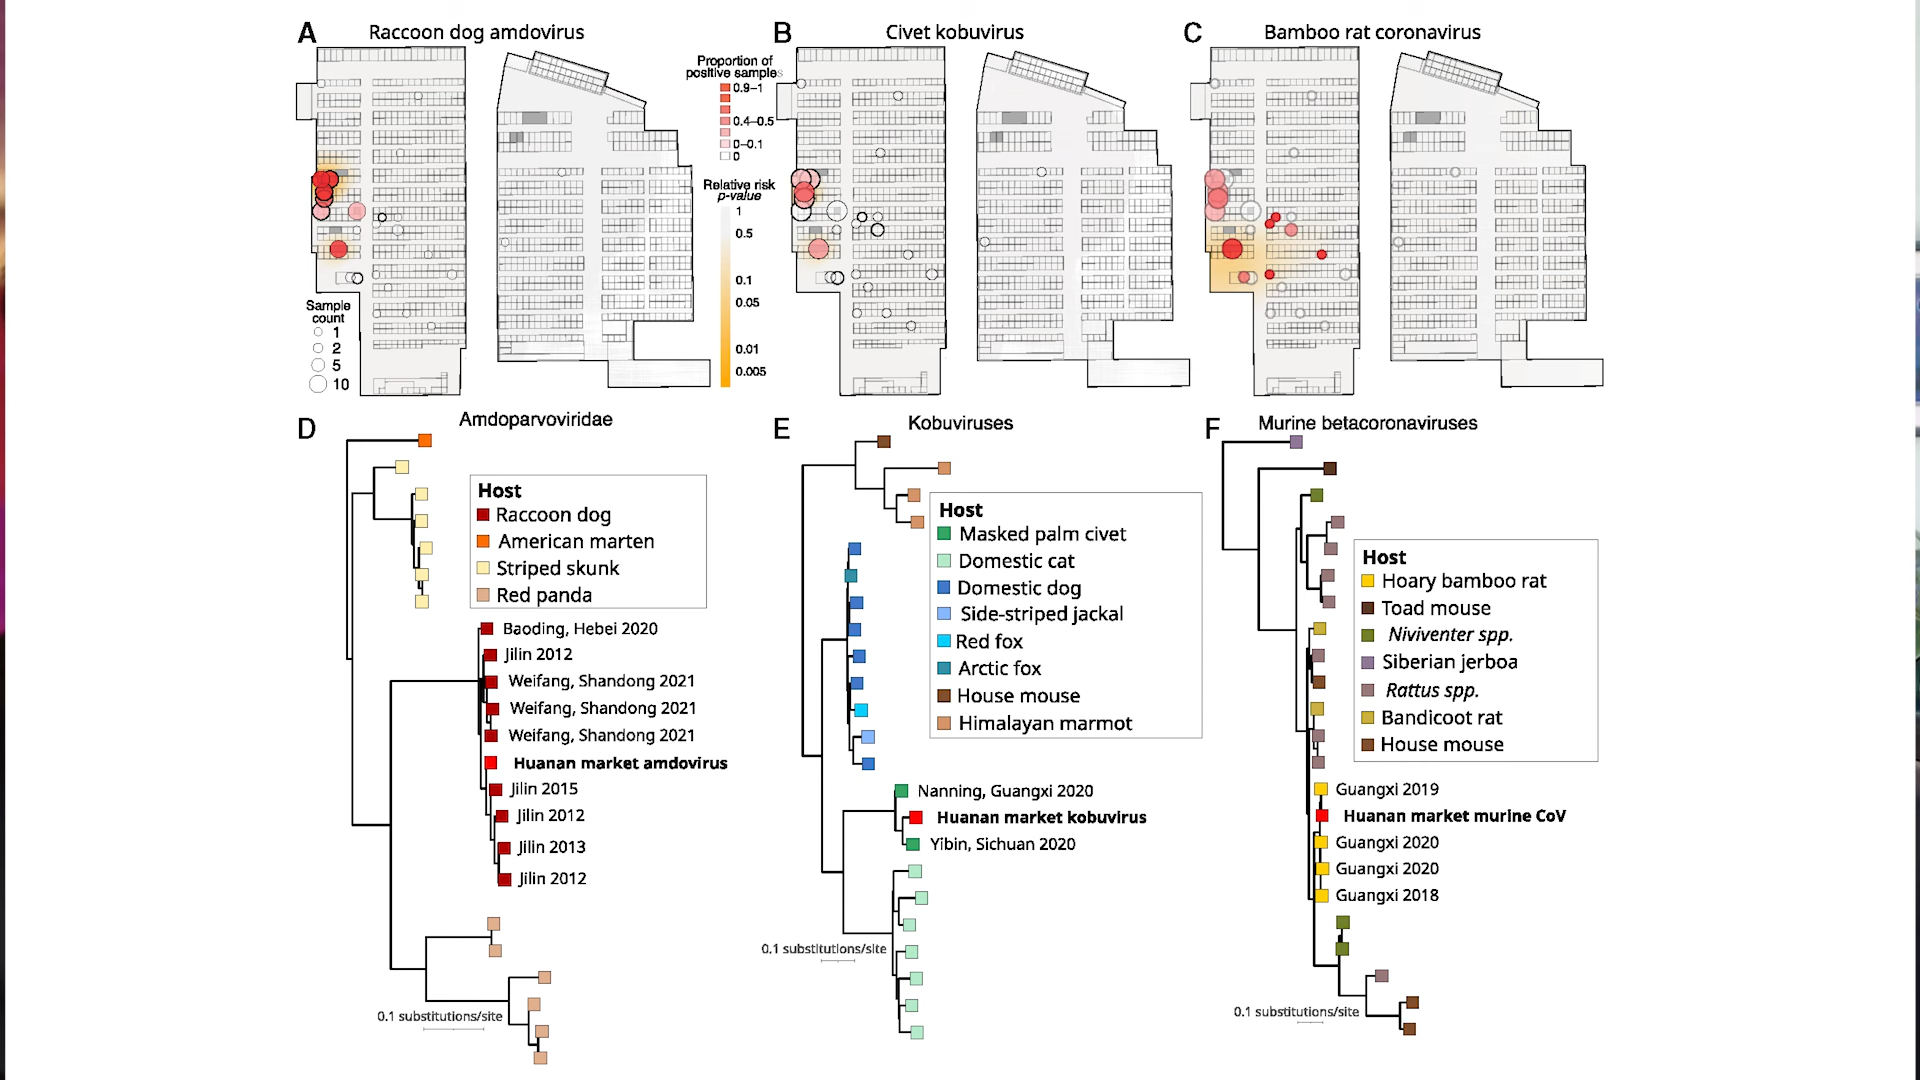 A
Raccoon dog amdovirus
B
Civet kobuvirus
C
Bamboo rat coronavirus
Proportion of
positive samples
0.9–1
0.4–0.5
0–0.1
0
Relative risk
p-value
1
0.5
0.1
0.05
0.01
0.005
Sample
count
1
2
5
10
D
Amdoparvoviridae
Host
Raccoon dog
American marten
Striped skunk
Red panda
Baoding, Hebei 2020
Jilin 2012
Weifang, Shandong 2021
Weifang, Shandong 2021
Weifang, Shandong 2021
Huanan market amdovirus
Jilin 2015
Jilin 2012
Jilin 2013
Jilin 2012
0.1 substitutions/site
E
Kobuviruses
Host
Masked palm civet
Domestic cat
Domestic dog
Side-striped jackal
Red fox
Arctic fox
House mouse
Himalayan marmot
Nanning, Guangxi 2020
Huanan market kobuvirus
Yibin, Sichuan 2020
0.1 substitutions/site
F
Murine betacoronaviruses
Host
Hoary bamboo rat
Toad mouse
Niviventer spp.
Siberian jerboa
Rattus spp.
Bandicoot rat
House mouse
Guangxi 2019
Huanan market murine CoV
Guangxi 2020
Guangxi 2020
Guangxi 2018
0.1 substitutions/site